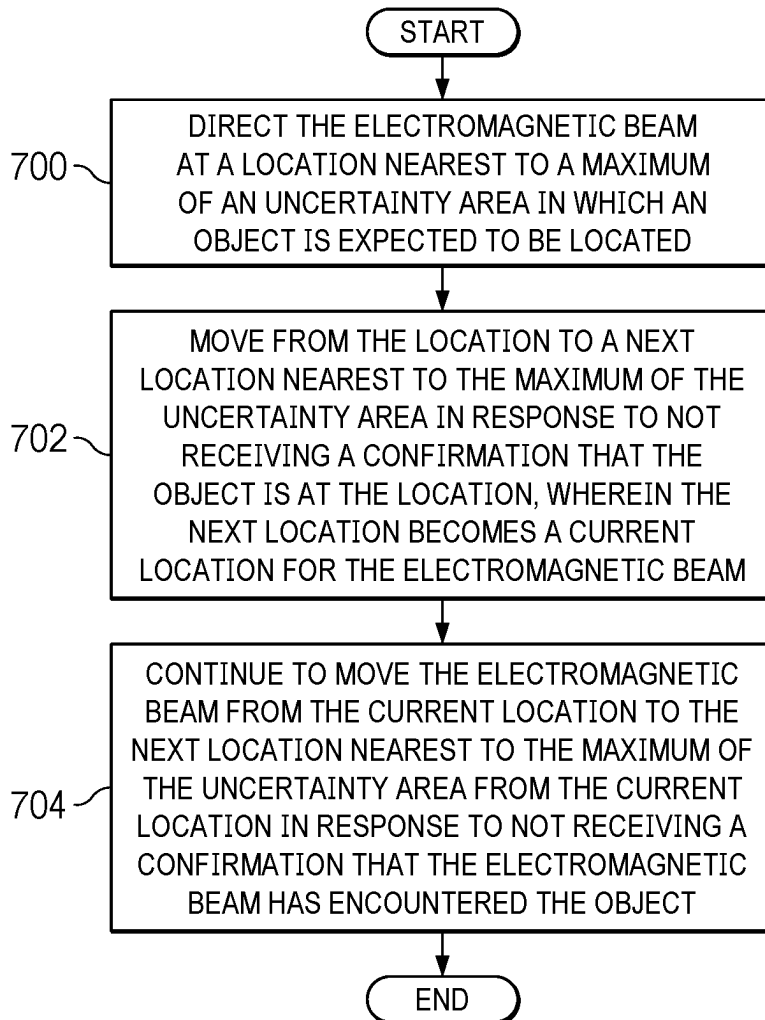 START
700
DIRECT THE ELECTROMAGNETIC BEAM
AT A LOCATION NEAREST TO A MAXIMUM
OF AN UNCERTAINTY AREA IN WHICH AN
OBJECT IS EXPECTED TO BE LOCATED
702
MOVE FROM THE LOCATION TO A NEXT
LOCATION NEAREST TO THE MAXIMUM OF THE
UNCERTAINTY AREA IN RESPONSE TO NOT
RECEIVING A CONFIRMATION THAT THE
OBJECT IS AT THE LOCATION, WHEREIN THE
NEXT LOCATION BECOMES A CURRENT
LOCATION FOR THE ELECTROMAGNETIC BEAM
704
CONTINUE TO MOVE THE ELECTROMAGNETIC
BEAM FROM THE CURRENT LOCATION TO THE
NEXT LOCATION NEAREST TO THE MAXIMUM OF
THE UNCERTAINTY AREA FROM THE CURRENT
LOCATION IN RESPONSE TO NOT RECEIVING A
CONFIRMATION THAT THE ELECTROMAGNETIC
BEAM HAS ENCOUNTERED THE OBJECT
END